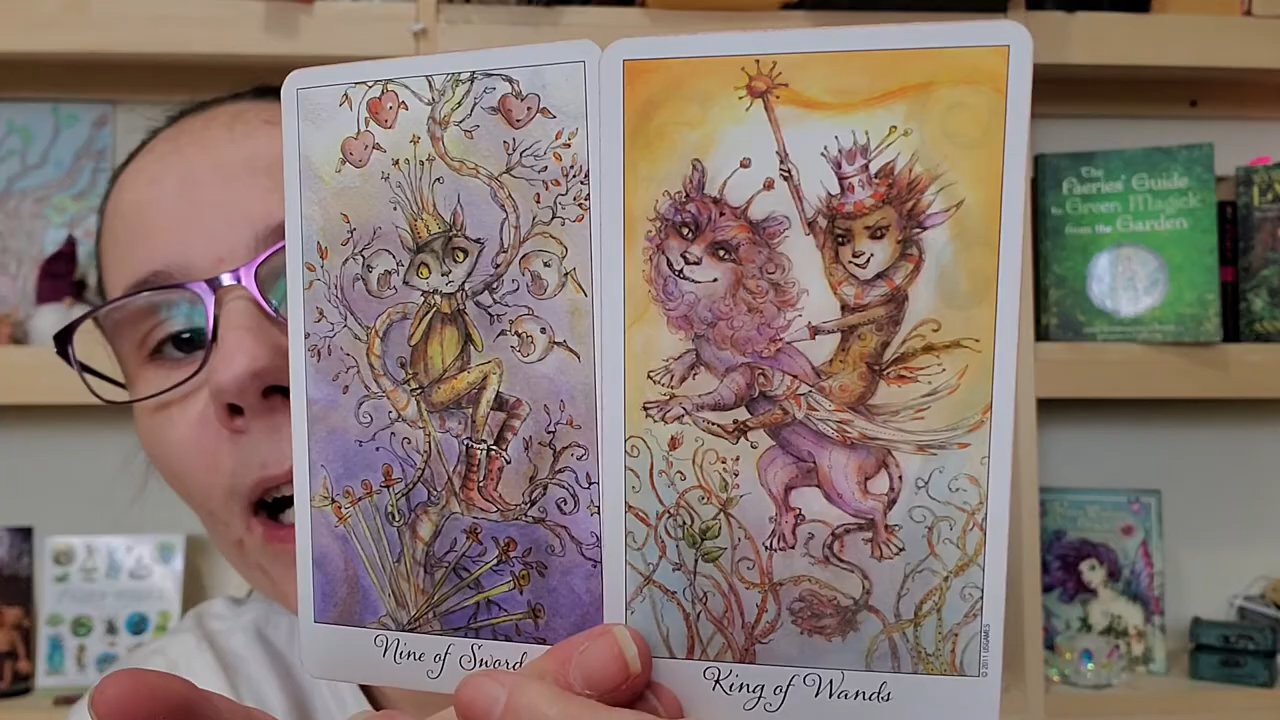 Nine of Sword
King of Wands
© 2011 USGAMES
The
Faeries' Guide
to Green Magick
from the Garden